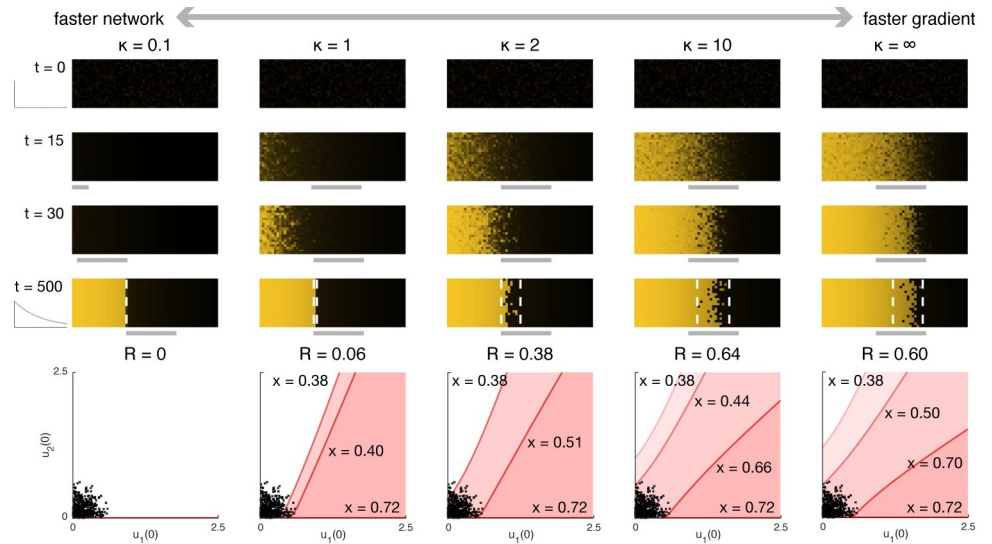 faster network
faster gradient
κ = 0.1
κ = 1
κ = 2
κ = 10
κ = ∞
t = 0
t = 15
t = 30
t = 500
R = 0
R = 0.06
R = 0.38
R = 0.64
R = 0.60
2.5
u₂(0)
0
0
u₁(0)
2.5
x = 0.38
x = 0.40
x = 0.72
0
u₁(0)
2.5
x = 0.38
x = 0.51
x = 0.72
0
u₁(0)
2.5
x = 0.38
x = 0.44
x = 0.66
x = 0.72
0
u₁(0)
2.5
x = 0.38
x = 0.50
x = 0.70
x = 0.72
0
u₁(0)
2.5